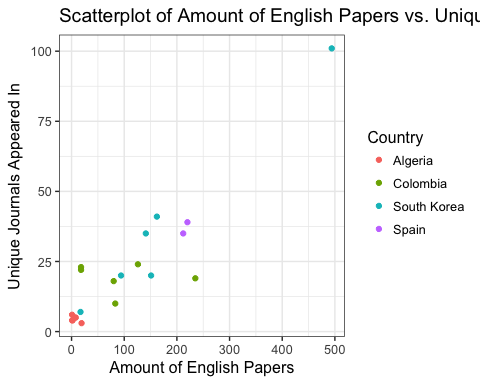 Scatterplot of Amount of English Papers vs. Uniqu
100
75
50
25
0
Unique Journals Appeared In
0 100 200 300 400 500
Amount of English Papers
Country
Algeria
Colombia
South Korea
Spain